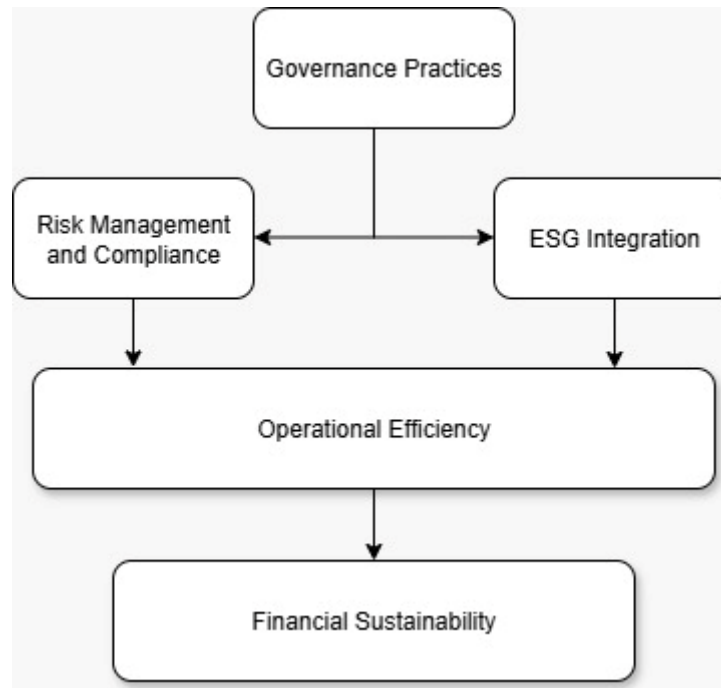 Governance Practices
Risk Management
and Compliance
ESG Integration
Operational Efficiency
Financial Sustainability